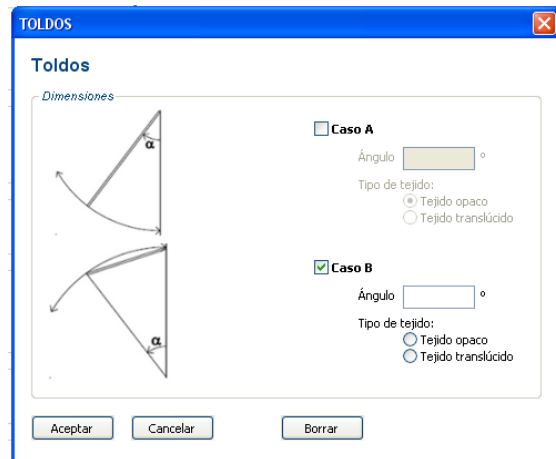 TOLDOS
Toldos
Dimensiones
α
Caso A
Ángulo º
Tipo de tejido:
Tejido opaco
Tejido translúcido
α
Caso B
Ángulo º
Tipo de tejido:
Tejido opaco
Tejido translúcido
Aceptar Cancelar Borrar